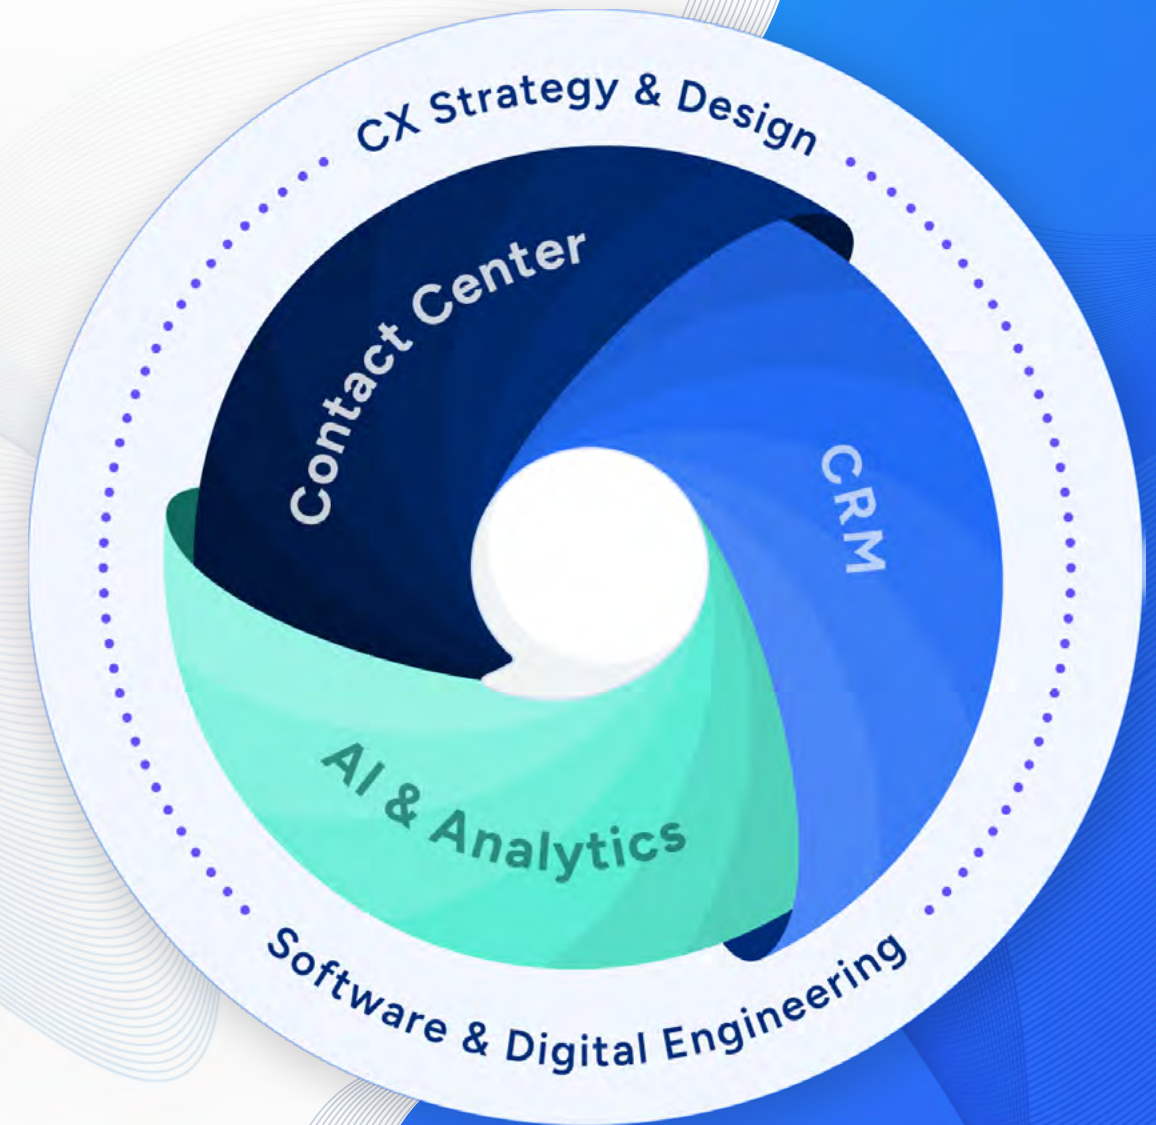 CX Strategy & Design
Contact Center
CRM
AI & Analytics
Software & Digital Engineering